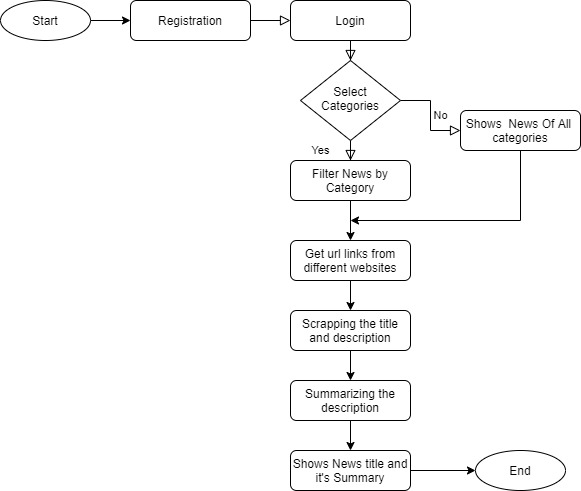 Start
Registration
Login
Select
Categories
No
Shows News Of All
categories
Yes
Filter News by
Category
Get url links from
different websites
Scrapping the title
and description
Summarizing the
description
Shows News title and
it's Summary
End